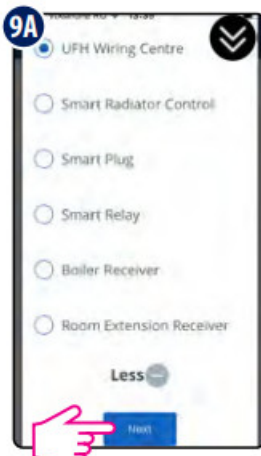 9A
UFH Wiring Centre
Smart Radiator Control
Smart Plug
Smart Relay
Boiler Receiver
Room Extension Receiver
Less
Next